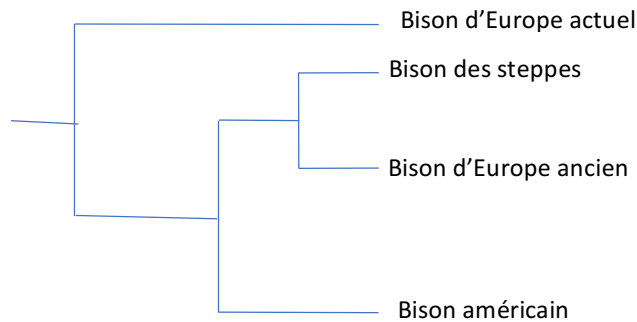 Bison d’Europe actuel
Bison des steppes
Bison d’Europe ancien
Bison américain